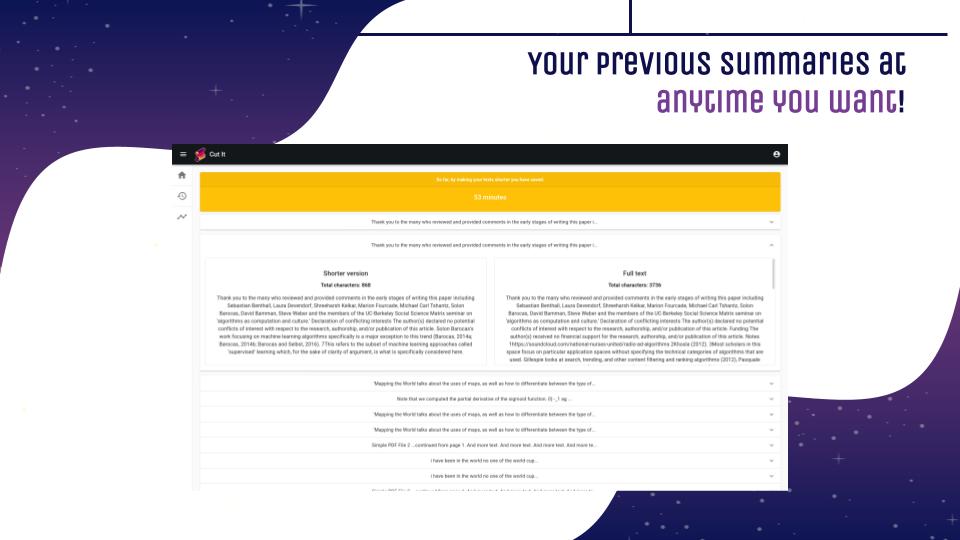 Your previous summaries at
anytime you want!
Cut It
So far, by making your texts shorter you have saved:
53 minutes
Thank you to the many who reviewed and provided comments in the early stages of writing this paper i...
Thank you to the many who reviewed and provided comments in the early stages of writing this paper i...
Shorter version
Total characters: 868
Thank you to the many who reviewed and provided comments in the early stages of writing this paper including
Sebastian Benthall, Laura Devendorf, Shreeharsh Kelkar, Marion Fourcade, Michael Carl Tshantz, Solon
Barocas, David Bamman, Steve Weber and the members of the UC-Berkeley Social Science Matrix seminar on
'algorithms as computation and culture.' Declaration of conflicting interests The author(s) declared no potential
conflicts of interest with respect to the research, authorship, and/or publication of this article. Solon Barocan's
work focusing on machine learning algorithms specifically is a major exception to this trend (Barocas, 2014a;
Barocas, 2014b; Barocas and Selbst, 2016). 7This refers to the subset of machine learning approaches called
'supervised' learning which, for the sake of clarity of argument, is what is specifically considered here.
Full text
Total characters: 3736
Thank you to the many who reviewed and provided comments in the early stages of writing this paper including
Sebastian Benthall, Laura Devendorf, Shreeharsh Kelkar, Marion Fourcade, Michael Carl Tshantz, Solon
Barocas, David Bamman, Steve Weber and the members of the UC-Berkeley Social Science Matrix seminar on
'algorithms as computation and culture.' Declaration of conflicting interests The author(s) declared no potential
conflicts of interest with respect to the research, authorship, and/or publication of this article. Funding The
author(s) received no financial support for the research, authorship, and/or publication of this article. Notes
1https://soundcloud.com/national-nurses-united/radio-ad-algorithms 2Khosla (2012). 3Most scholars in this
space focus on particular application spaces without specifying the technical categories of algorithms that are
used. Gillespie looks at search, trending, and other content filtering and ranking algorithms (2012), Pasquale
'Mapping the World talks about the uses of maps, as well as how to differentiate between the type of...
Note that we computed the partial derivative of the sigmoid function: ag ...
'Mapping the World talks about the uses of maps, as well as how to differentiate between the type of...
'Mapping the World talks about the uses of maps, as well as how to differentiate between the type of...
Simple PDF File 2 ...continued from page 1. And more text. And more text. And more text. And more te...
i have been in the world no one of the world cup...
i have been in the world no one of the world cup...